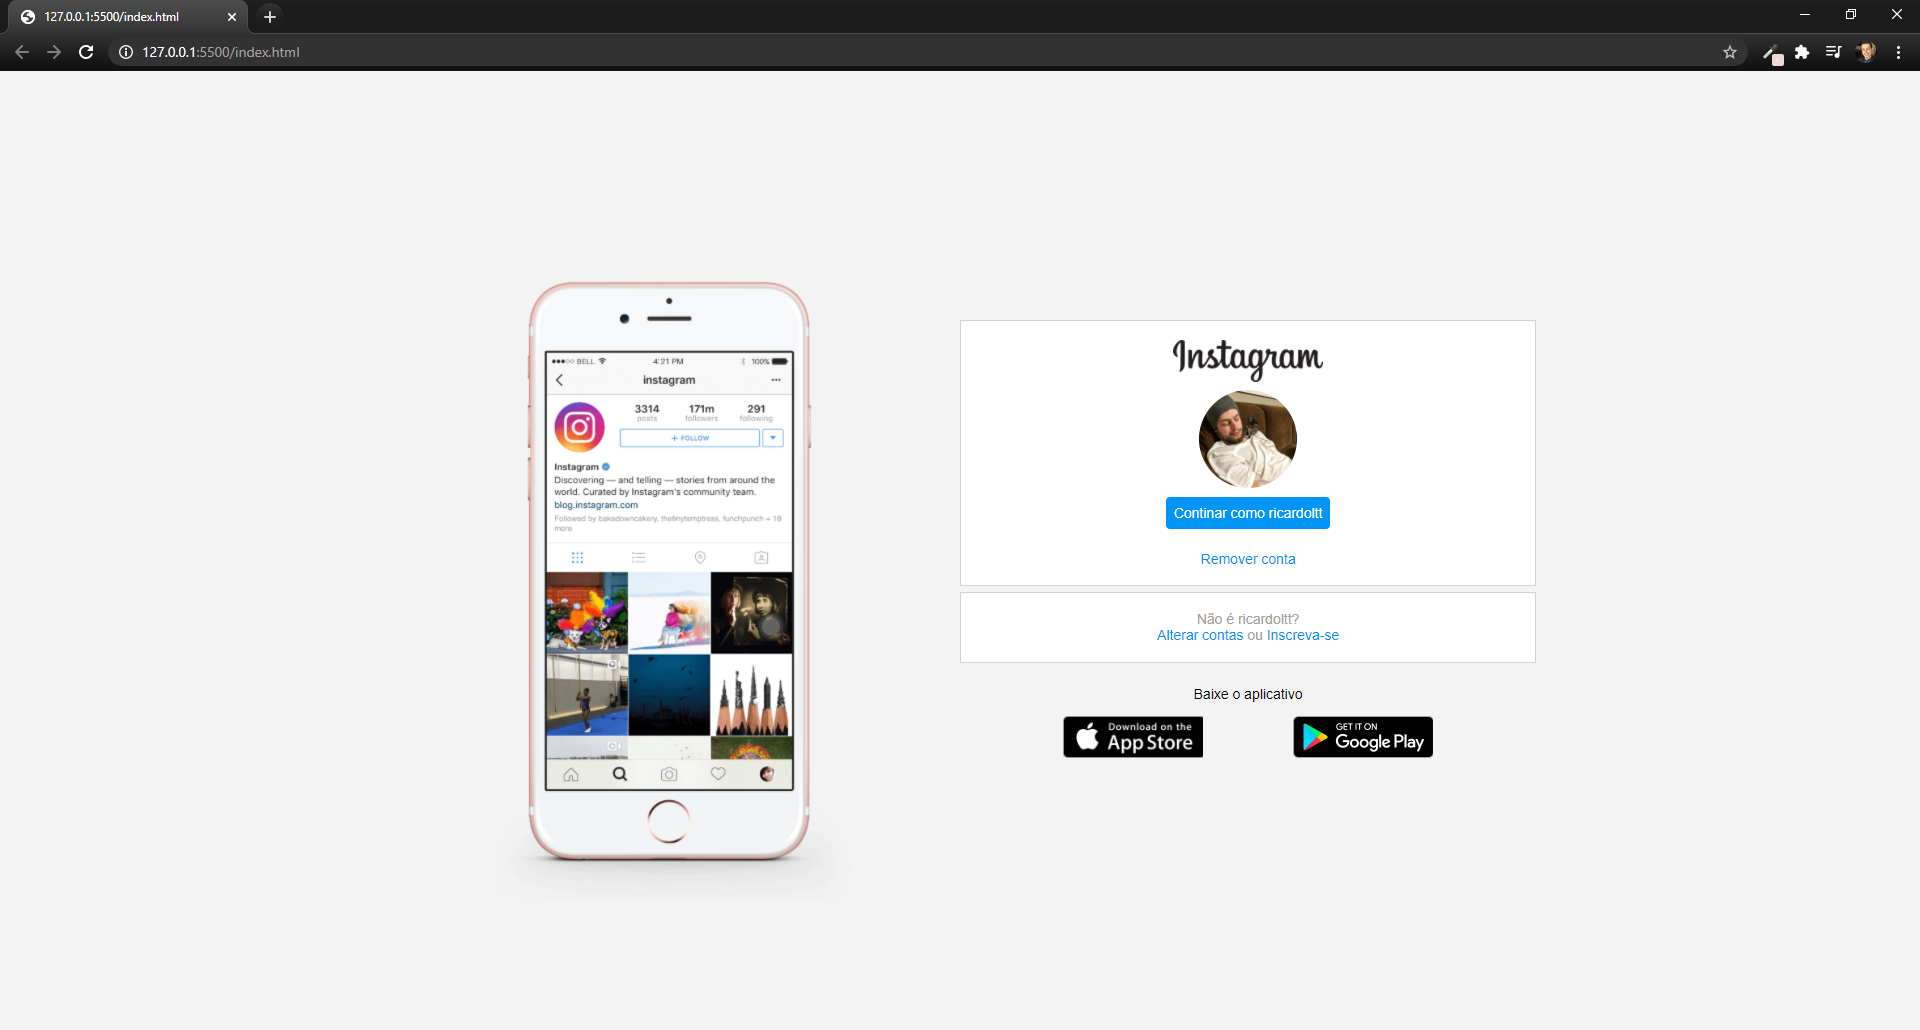 127.0.0.1:5500/index.html
127.0.0.1:5500/index.html
BELL 4:21 PM 100%
instagram
3314 171m 291
posts followers following
+ FOLLOW
Instagram
Discovering — and telling — stories from around the
world. Curated by Instagram's community team.
blog.instagram.com
Followed by bakedowncakery, thetinytemptress, funchpunch + 18
more
Instagram
Continar como ricardoltt
Remover conta
Não é ricardoltt?
Alterar contas ou Inscreva-se
Baixe o aplicativo
Download on the
App Store
GET IT ON
Google Play